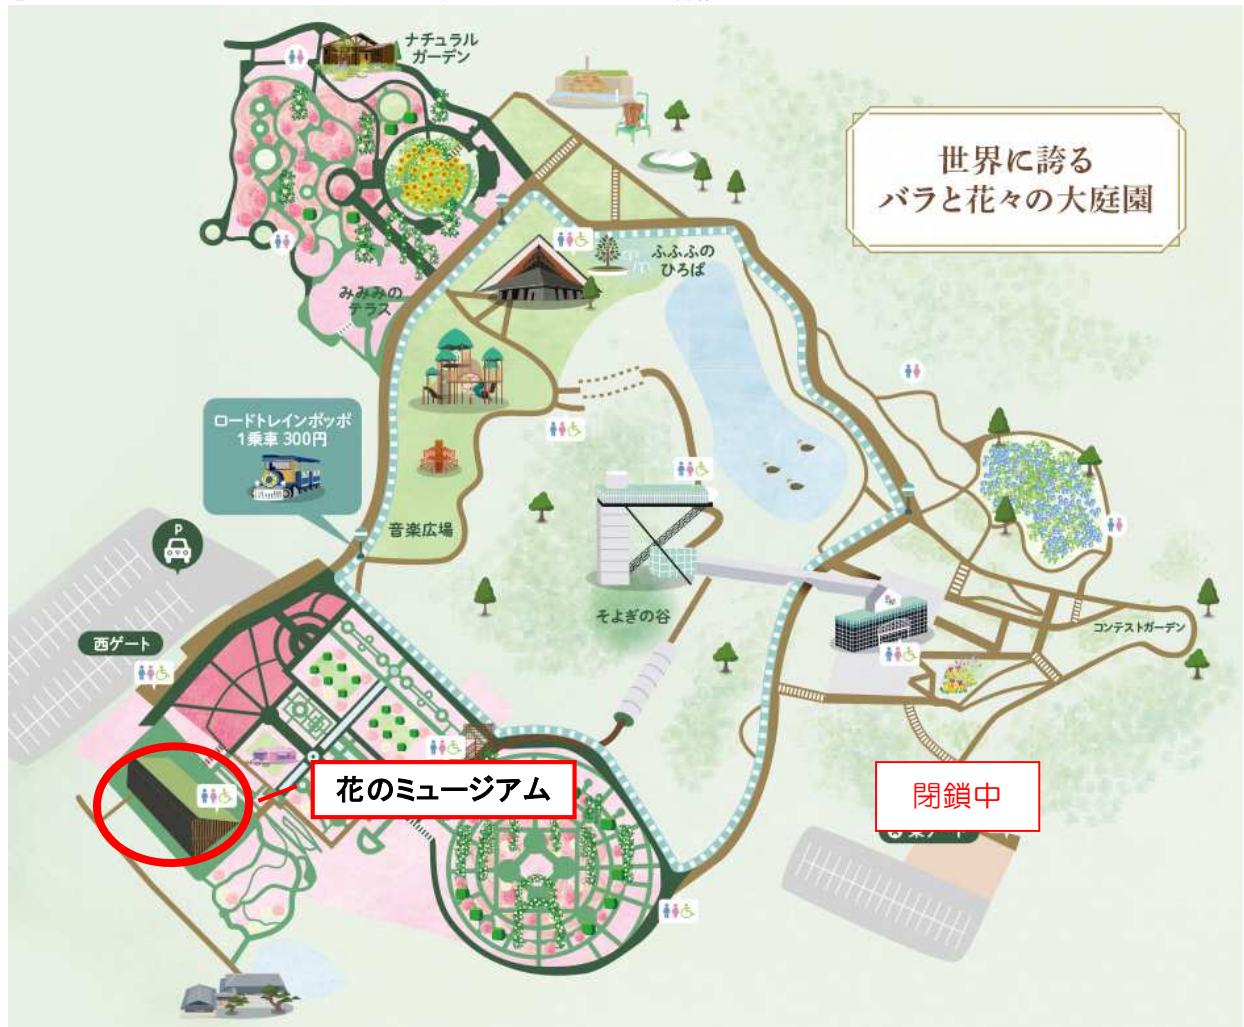 ナチュラル
ガーデン
世界に誇る
バラと花々の大庭園
ふふふの
ひろば
みみみの
テラス
ロードトレインポッポ
1乗車 300円
音楽広場
P
西ゲート
そよぎの谷
コンテストガーデン
花のミュージアム
閉鎖中